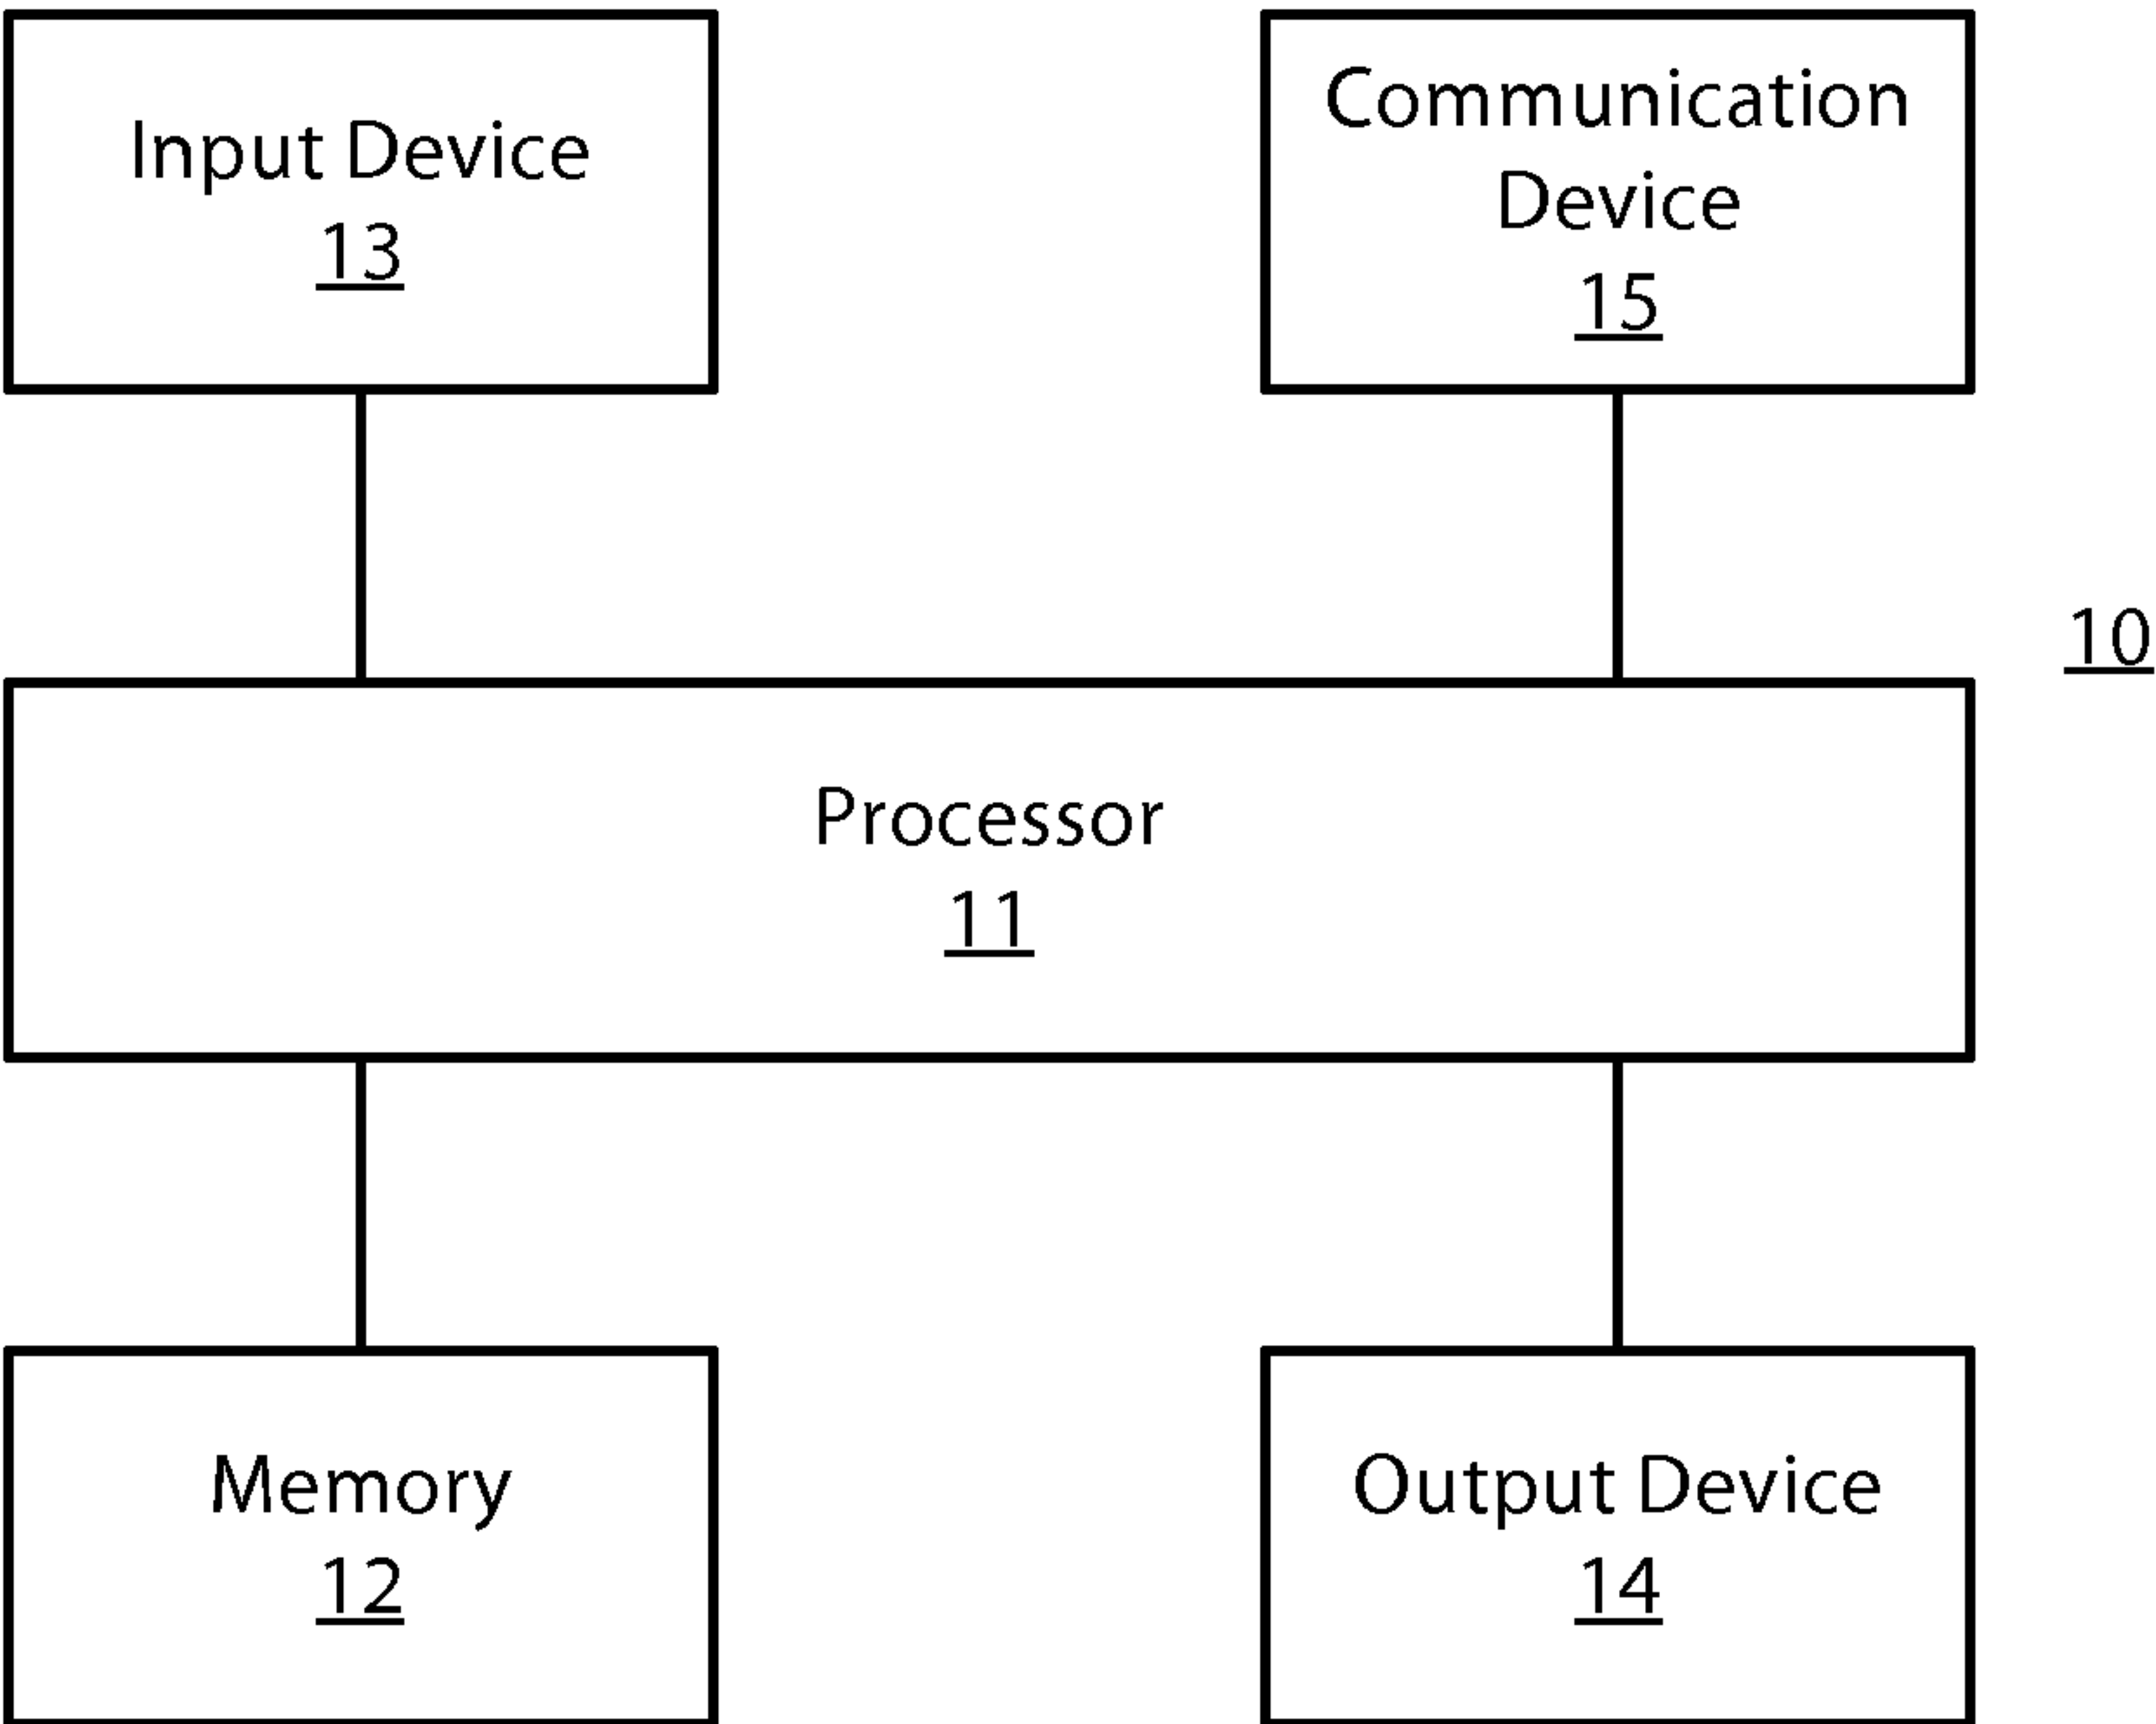 Input Device
13
Communication
Device
15
10
Processor
11
Memory
12
Output Device
14